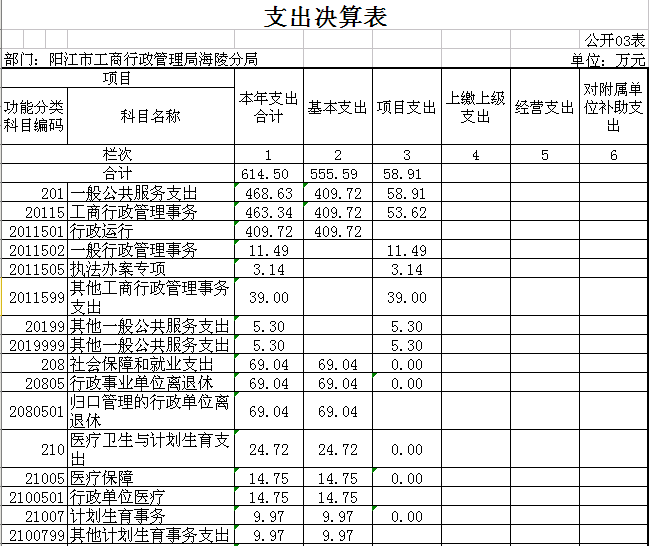 支出决算表
公开03表
部门：阳江市工商行政管理局海陵分局 单位：万元
项目 本年支出合计 基本支出 项目支出 上缴上级支出 经营支出 对附属单位补助支出
功能分类科目编码 科目名称
栏次 1 2 3 4 5 6
合计 614.50 555.59 58.91
201 一般公共服务支出 468.63 409.72 58.91
20115 工商行政管理事务 463.34 409.72 53.62
2011501 行政运行 409.72 409.72
2011502 一般行政管理事务 11.49 11.49
2011505 执法办案专项 3.14 3.14
2011599 其他工商行政管理事务支出 39.00 39.00
20199 其他一般公共服务支出 5.30 5.30
2019999 其他一般公共服务支出 5.30 5.30
208 社会保障和就业支出 69.04 69.04 0.00
20805 行政事业单位离退休 69.04 69.04 0.00
2080501 归口管理的行政单位离退休 69.04 69.04
210 医疗卫生与计划生育支出 24.72 24.72 0.00
21005 医疗保障 14.75 14.75 0.00
2100501 行政单位医疗 14.75 14.75
21007 计划生育事务 9.97 9.97 0.00
2100799 其他计划生育事务支出 9.97 9.97